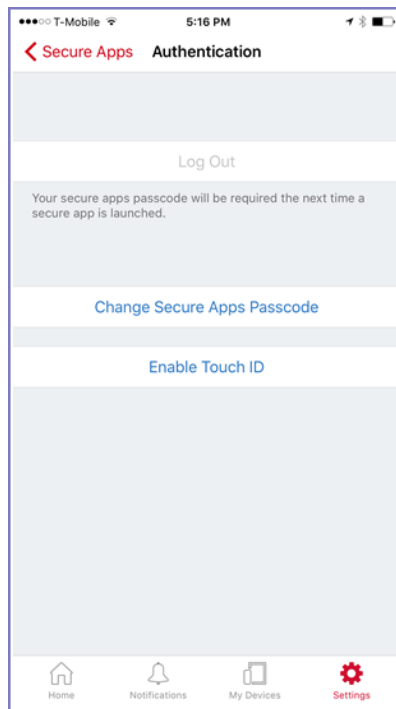 T-Mobile 5:16 PM
Secure Apps Authentication
Log Out
Your secure apps passcode will be required the next time a
secure app is launched.
Change Secure Apps Passcode
Enable Touch ID
Home Notifications My Devices Settings